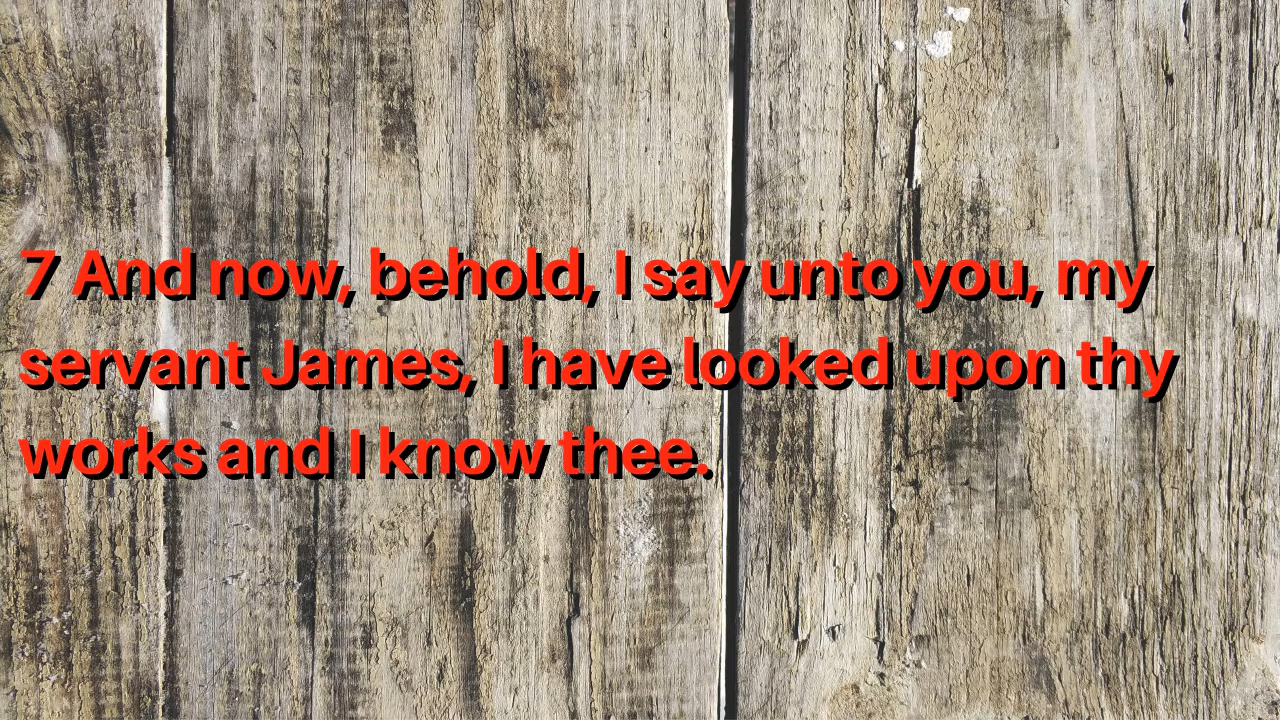 7 And now, behold, I say unto you, my
servant James, I have looked upon thy
works and I know thee.